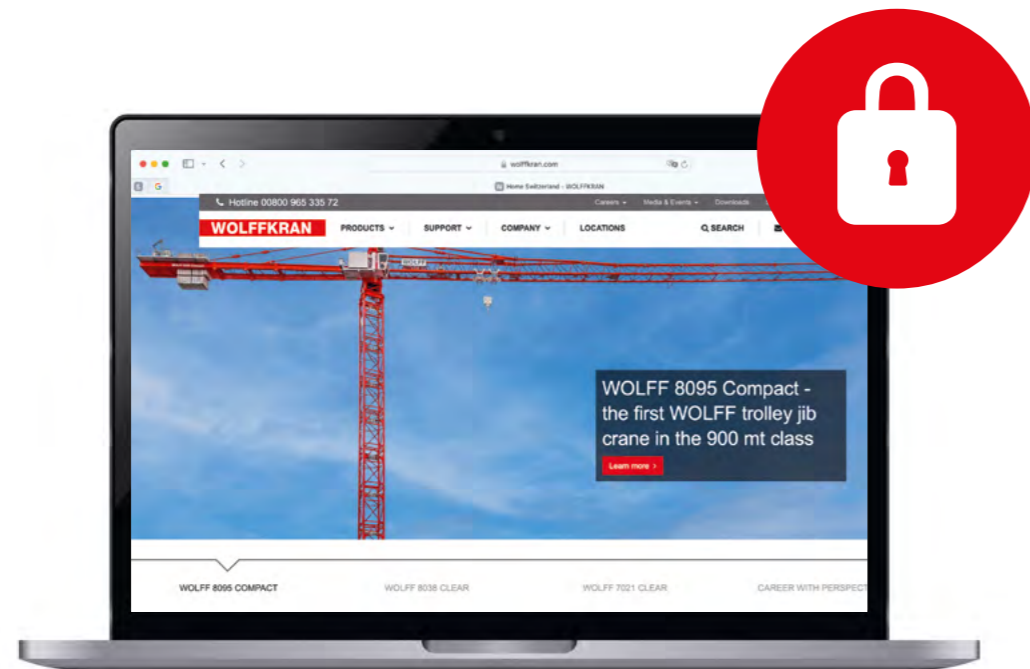 wolffkran.com
G
Home Switzerland - WOLFFKRAN
Hotline 00800 965 335 72
Careers
Media & Events
Downloads
WOLFFKRAN
PRODUCTS
SUPPORT
COMPANY
LOCATIONS
SEARCH
WOLFF
WOLFF 8095 Compact -
the first WOLFF trolley jib
crane in the 900 mt class
Learn more >
WOLFF 8095 COMPACT
WOLFF 8038 CLEAR
WOLFF 7021 CLEAR
CAREER WITH PERSPECT